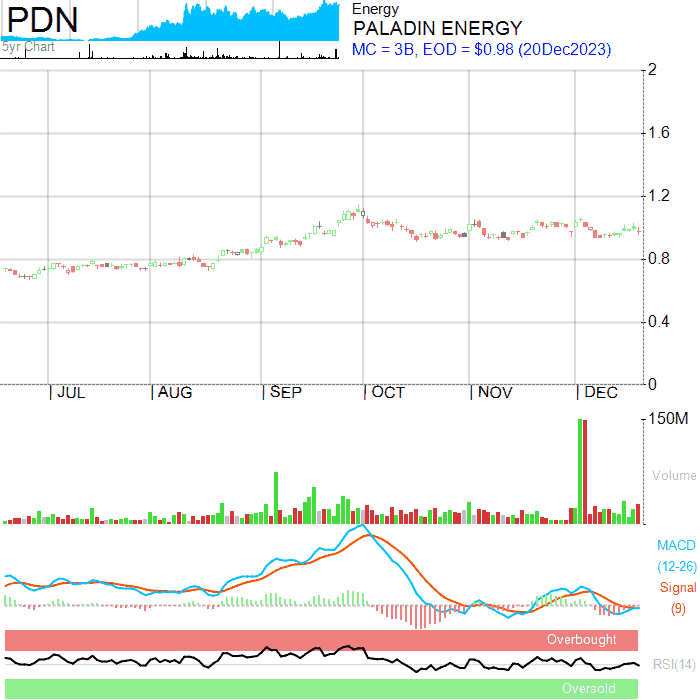 PDN
5yr Chart
Energy
PALADIN ENERGY
MC = 3B, EOD = $0.98 (20Dec2023)
2
1.6
1.2
0.8
0.4
0
JUL AUG SEP OCT NOV DEC
150M
Volume
MACD
(12-26)
Signal
(9)
Overbought
RSI(14)
Oversold